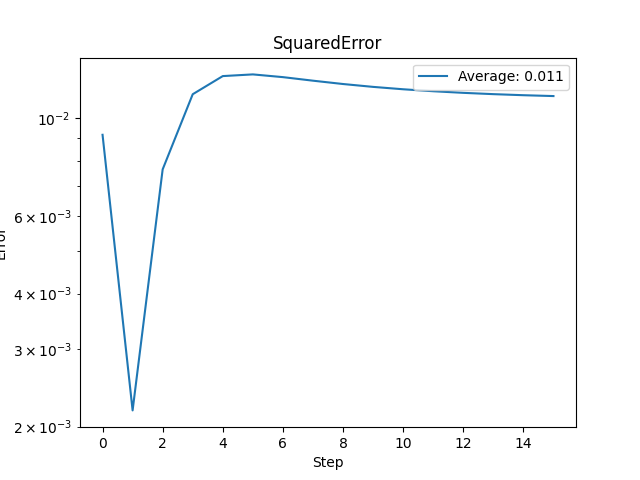 SquaredError
Average: 0.011
10⁻²
6 × 10⁻³
4 × 10⁻³
3 × 10⁻³
2 × 10⁻³
Error
0 2 4 6 8 10 12 14
Step